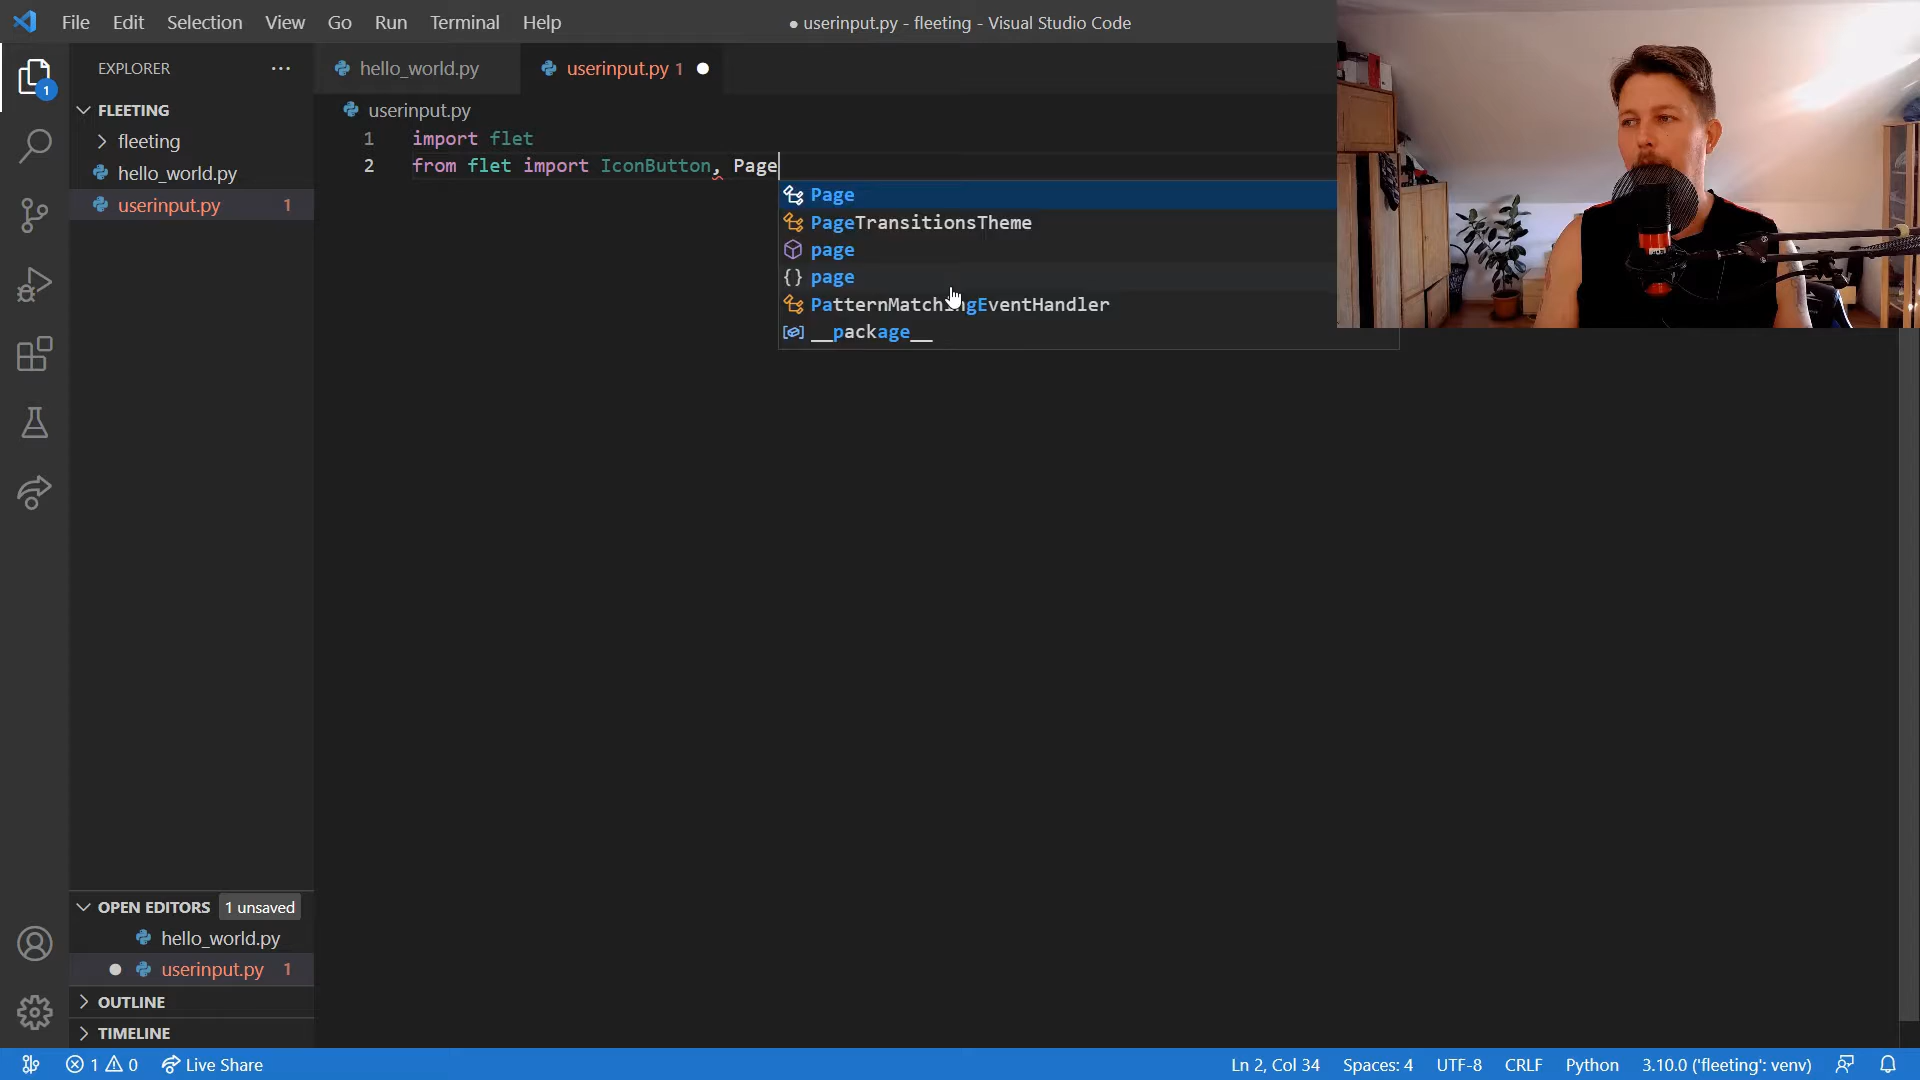 File Edit Selection View Go Run Terminal Help
● userinput.py - fleeting - Visual Studio Code
EXPLORER ···
hello_world.py
userinput.py 1 ●
1
FLEETING
fleeting
hello_world.py
userinput.py 1
userinput.py
1 import flet
2 from flet import IconButton, Page
Page
PageTransitionsTheme
page
{} page
PatternMatchingEventHandler
__package__
OPEN EDITORS 1 unsaved
hello_world.py
● userinput.py 1
OUTLINE
TIMELINE
1 0 Live Share
Ln 2, Col 34 Spaces: 4 UTF-8 CRLF Python 3.10.0 ('fleeting': venv)